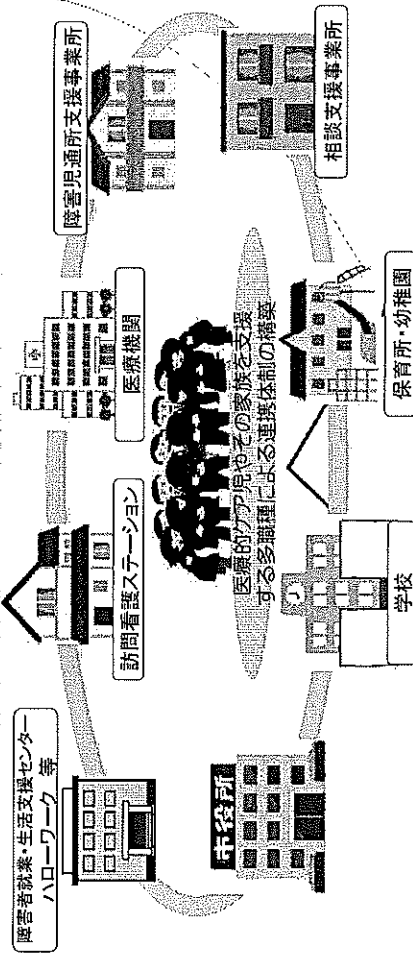 障害者就業・生活支援センター
ハローワーク 等
訪問看護ステーション
医療機関
障害児通所支援事業所
医療的ケア児やその家族を支援
する多職種による連携体制の構築
市役所
学校
保育所・幼稚園
相談支援事業所